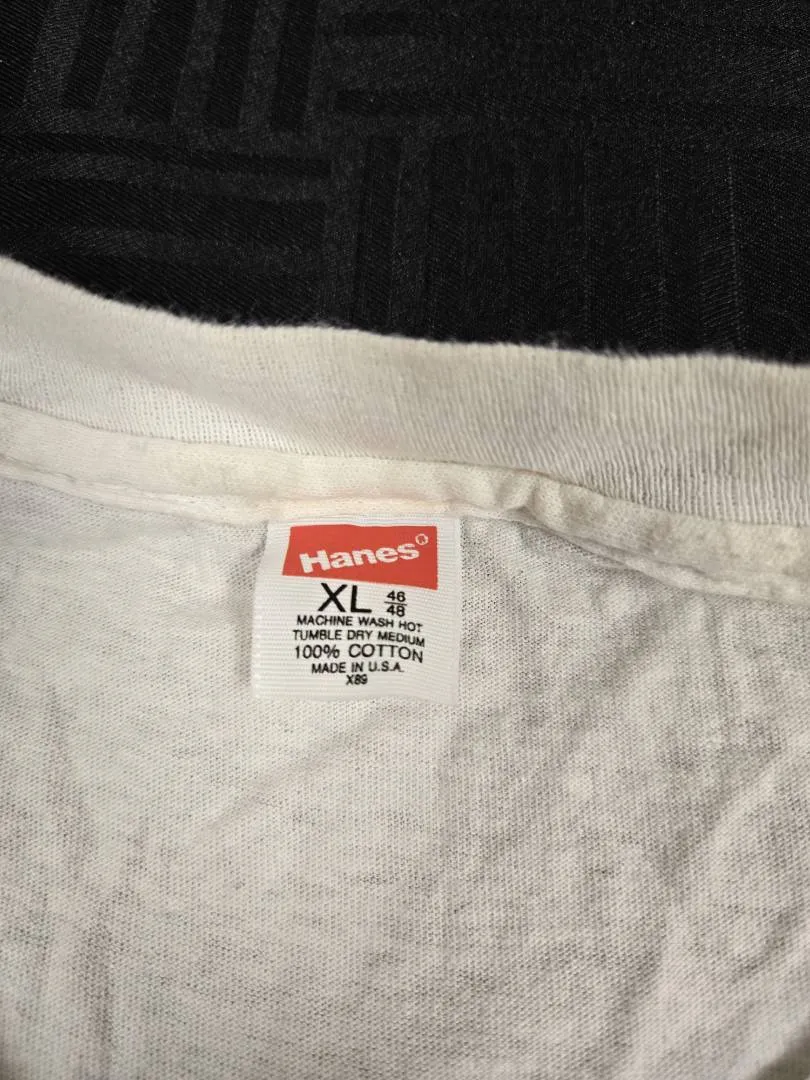 Hanes®
XL 46/48
MACHINE WASH HOT
TUMBLE DRY MEDIUM
100% COTTON
MADE IN U.S.A.
X89